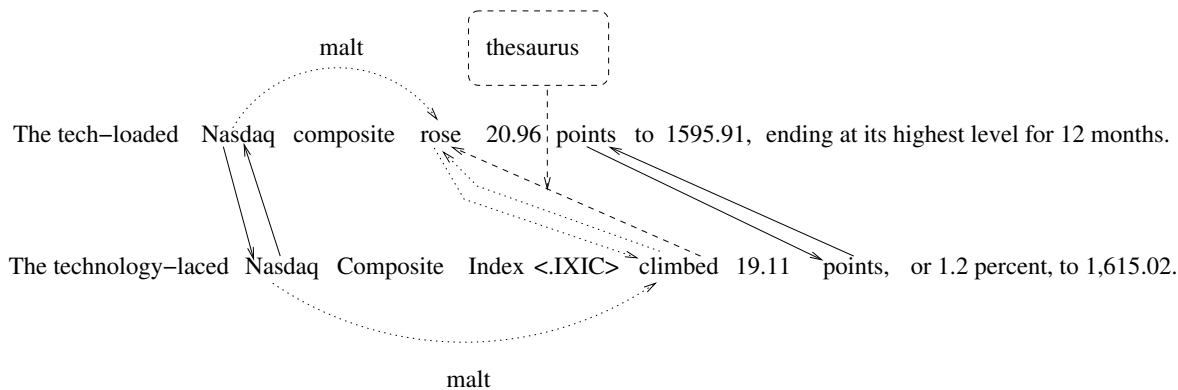 malt
thesaurus
The tech−loaded Nasdaq composite rose 20.96 points to 1595.91, ending at its highest level for 12 months.
The technology−laced Nasdaq Composite Index <.IXIC> climbed 19.11 points, or 1.2 percent, to 1,615.02.
malt